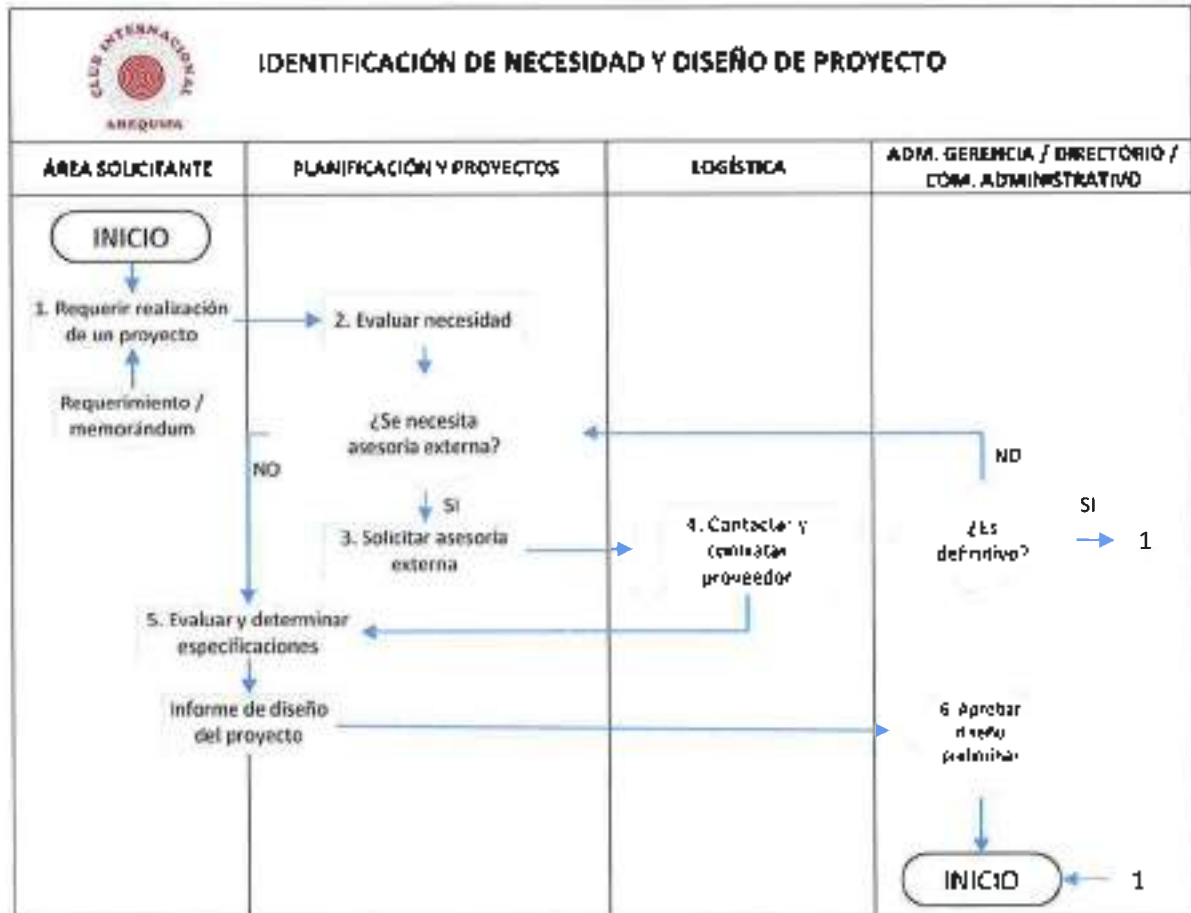 CLUB INTERNACIONAL
AREQUIPA
IDENTIFICACIÓN DE NECESIDAD Y DISEÑO DE PROYECTO
ÁREA SOLICITANTE
PLANIFICACIÓN Y PROYECTOS
LOGÍSTICA
ADM. GERENCIA / DIRECTORIO /
COM. ADMINISTRATIVO
INICIO
1. Requerir realización
de un proyecto
2. Evaluar necesidad
Requerimiento /
memorándum
¿Se necesita
asesoría externa?
NO
NO
SI
SI
3. Solicitar asesoría
externa
4. Contactar y
contratar
proveedor
¿Es
definitivo?
1
5. Evaluar y determinar
especificaciones
Informe de diseño
del proyecto
6. Aprobar
diseño
preliminar
INICIO
1